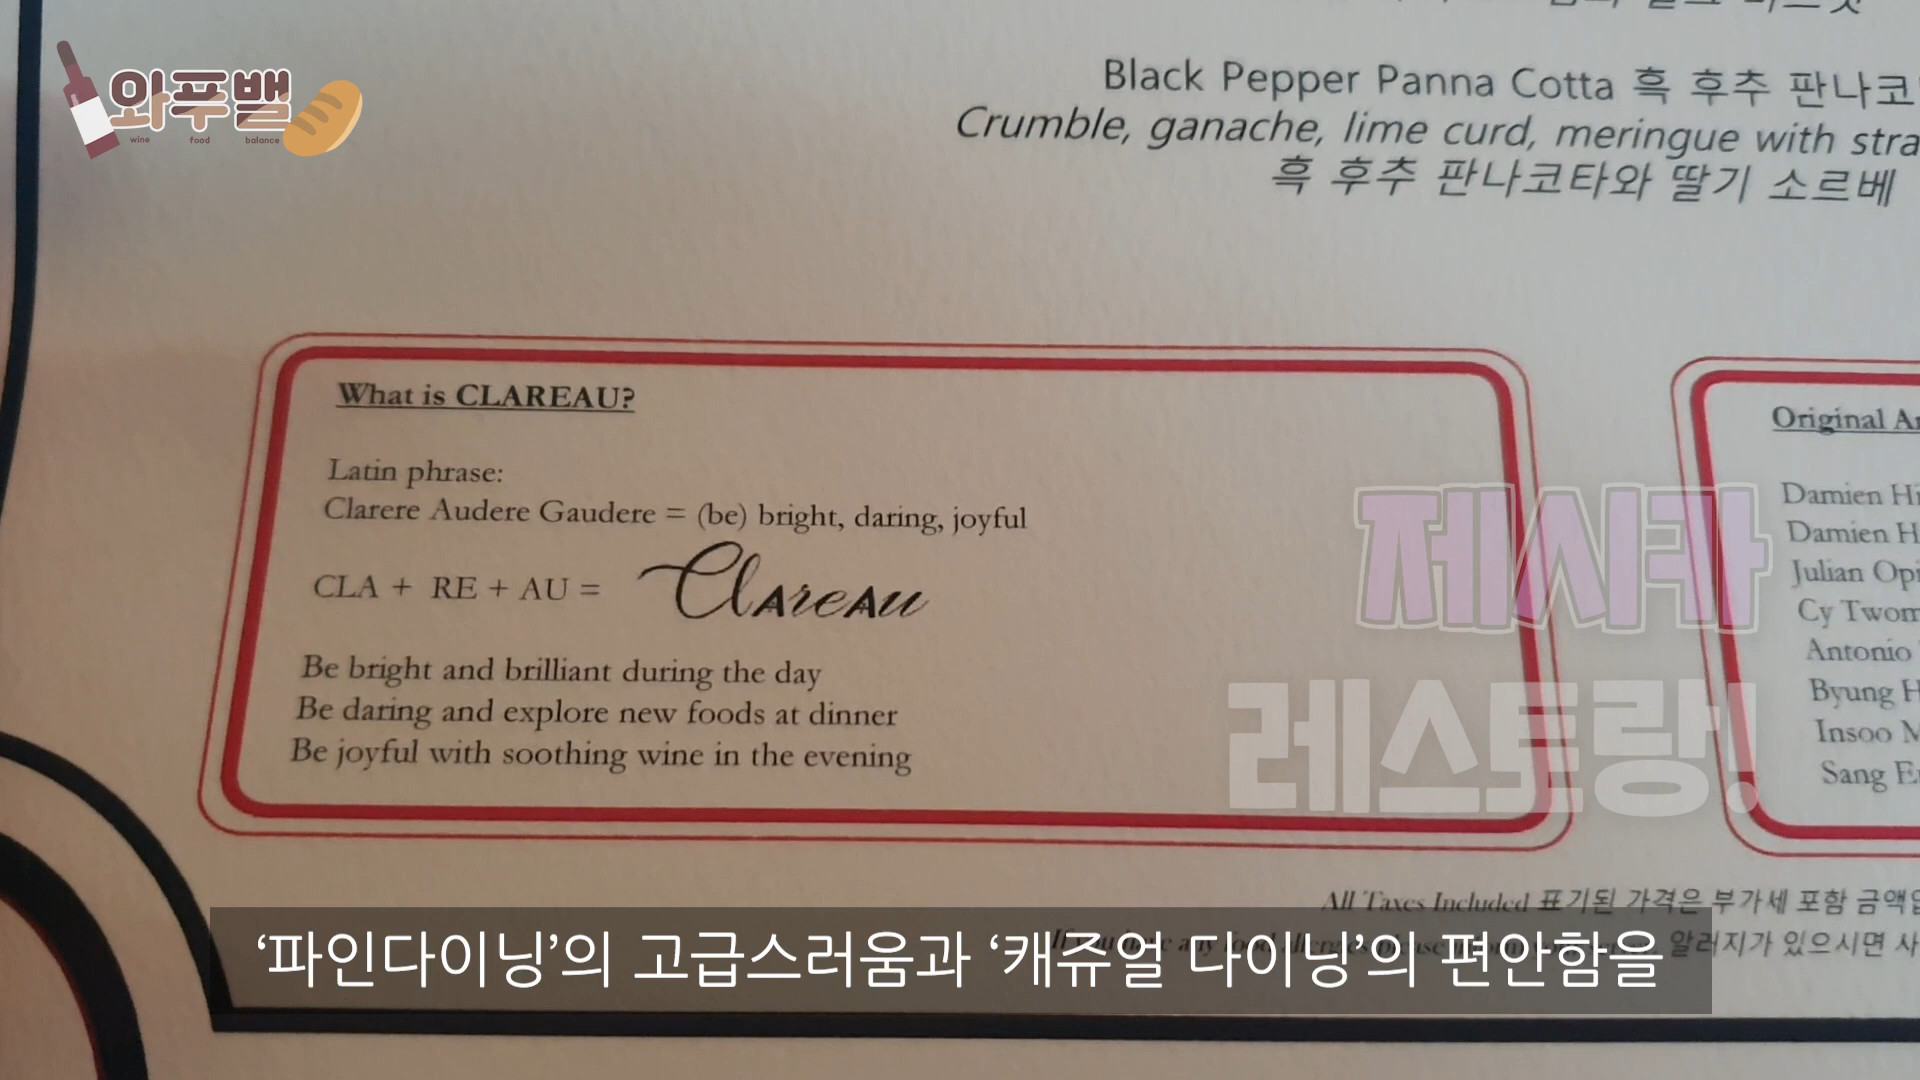 와푸밸
wine food balance
Black Pepper Panna Cotta 흑 후추 판나코
Crumble, ganache, lime curd, meringue with stra
흑 후추 판나코타와 딸기 소르베
What is CLAREAU?
Latin phrase:
Clarere Audere Gaudere = (be) bright, daring, joyful
CLA + RE + AU = Clareau
Be bright and brilliant during the day
Be daring and explore new foods at dinner
Be joyful with soothing wine in the evening
Original
Damien
Damien
Julian
Cy
Antonio
Byung
Insoo
Sang
제시카
레스토랑!
All Taxes Included 표기된 가격은 부가세 포함
알러지가 있으시면
‘파인다이닝’의 고급스러움과 ‘캐쥬얼 다이닝’의 편안함을